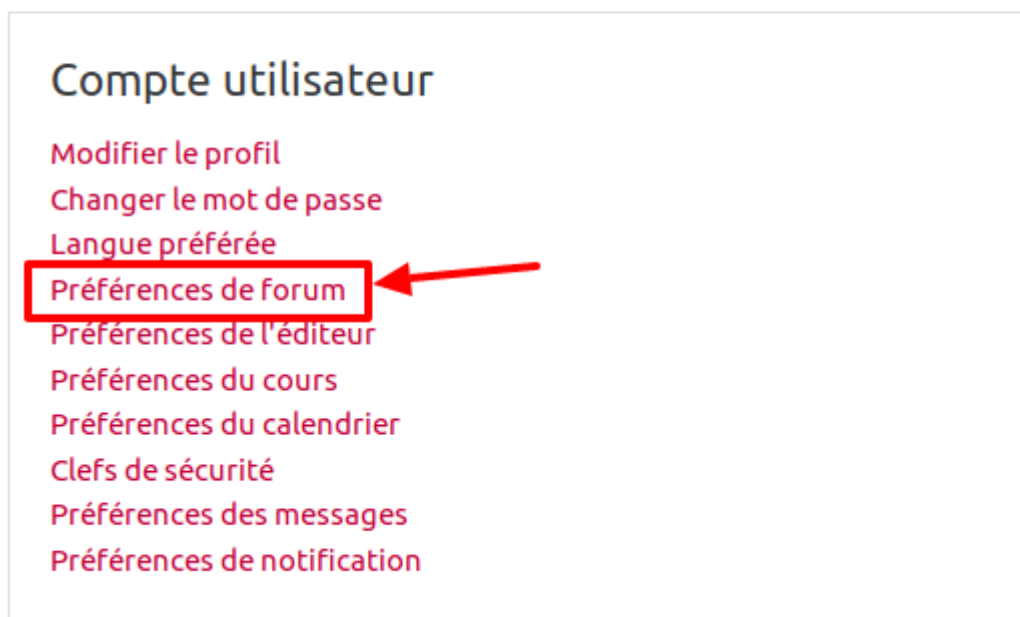 Compte utilisateur
Modifier le profil
Changer le mot de passe
Langue préférée
Préférences de forum
Préférences de l'éditeur
Préférences du cours
Préférences du calendrier
Clefs de sécurité
Préférences des messages
Préférences de notification